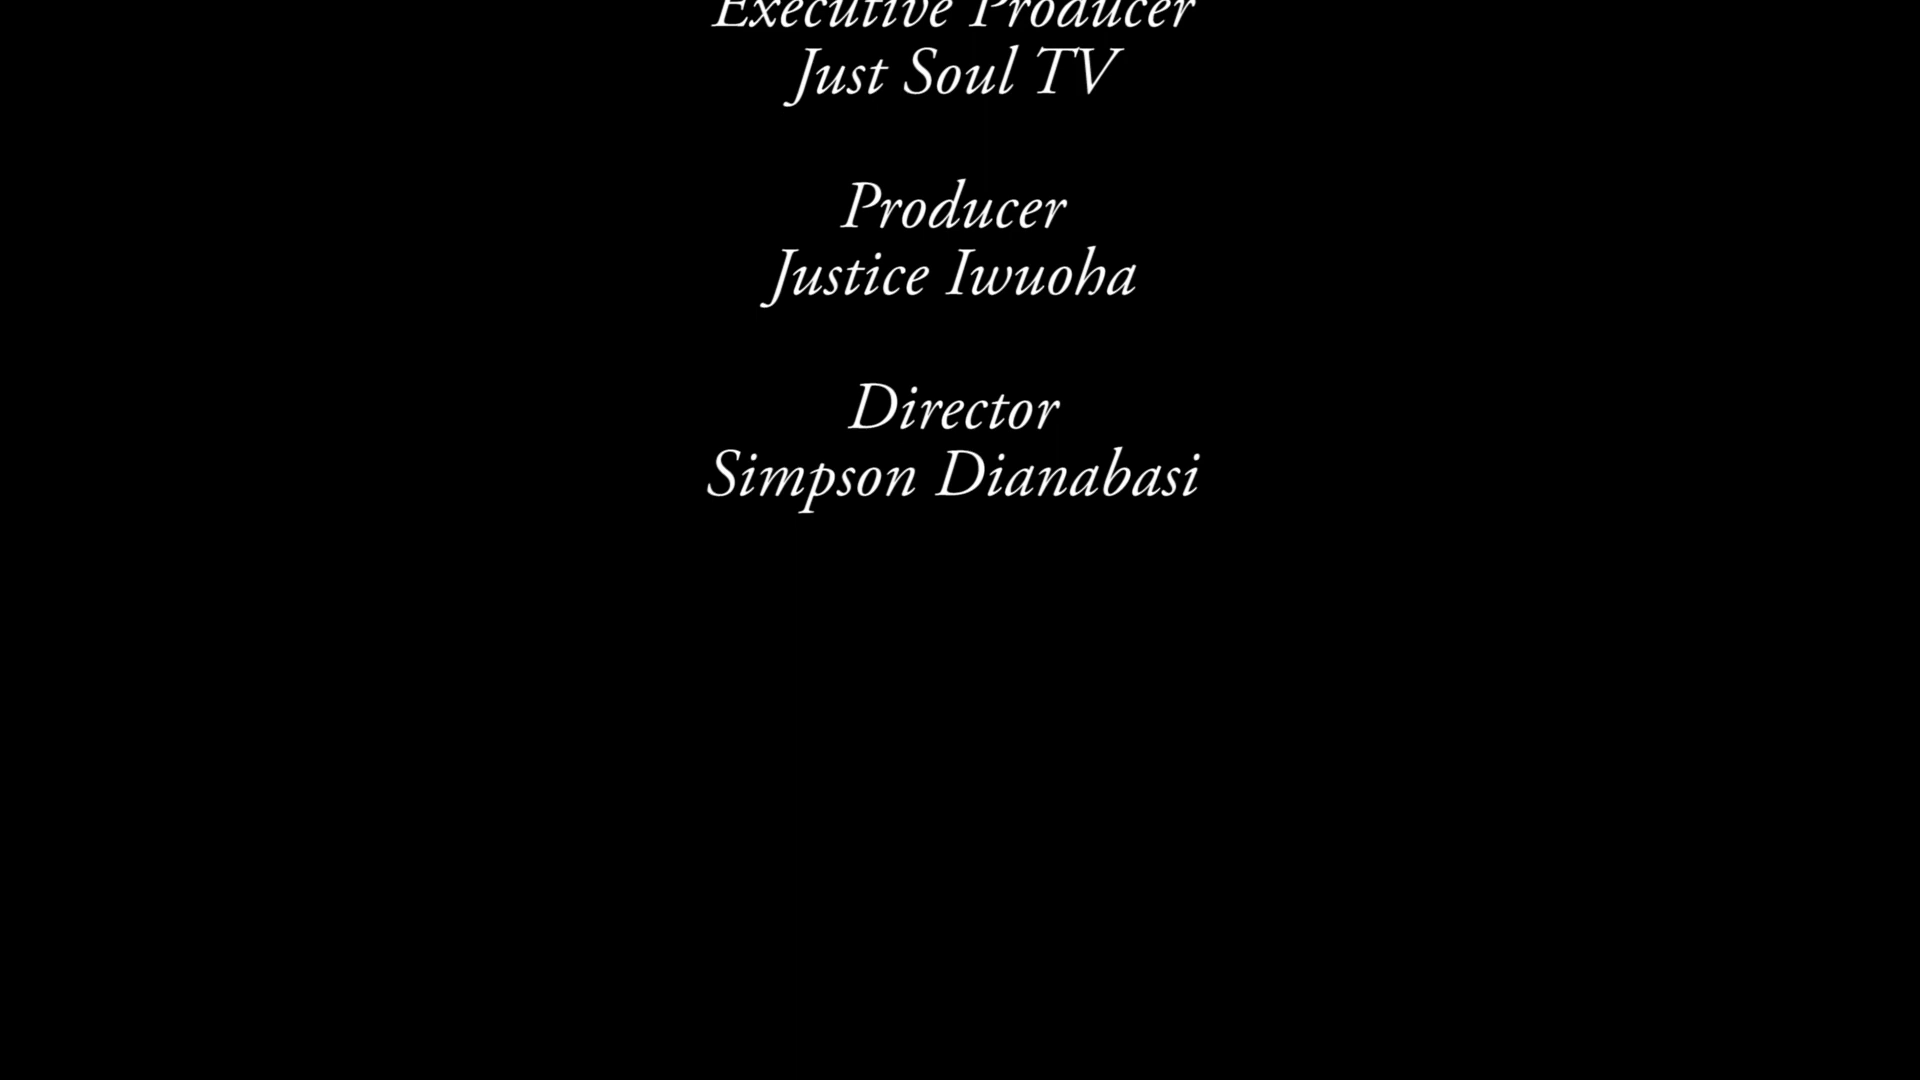 Executive Producer
Just Soul TV
Producer
Justice Iwuoha
Director
Simpson Dianabasi